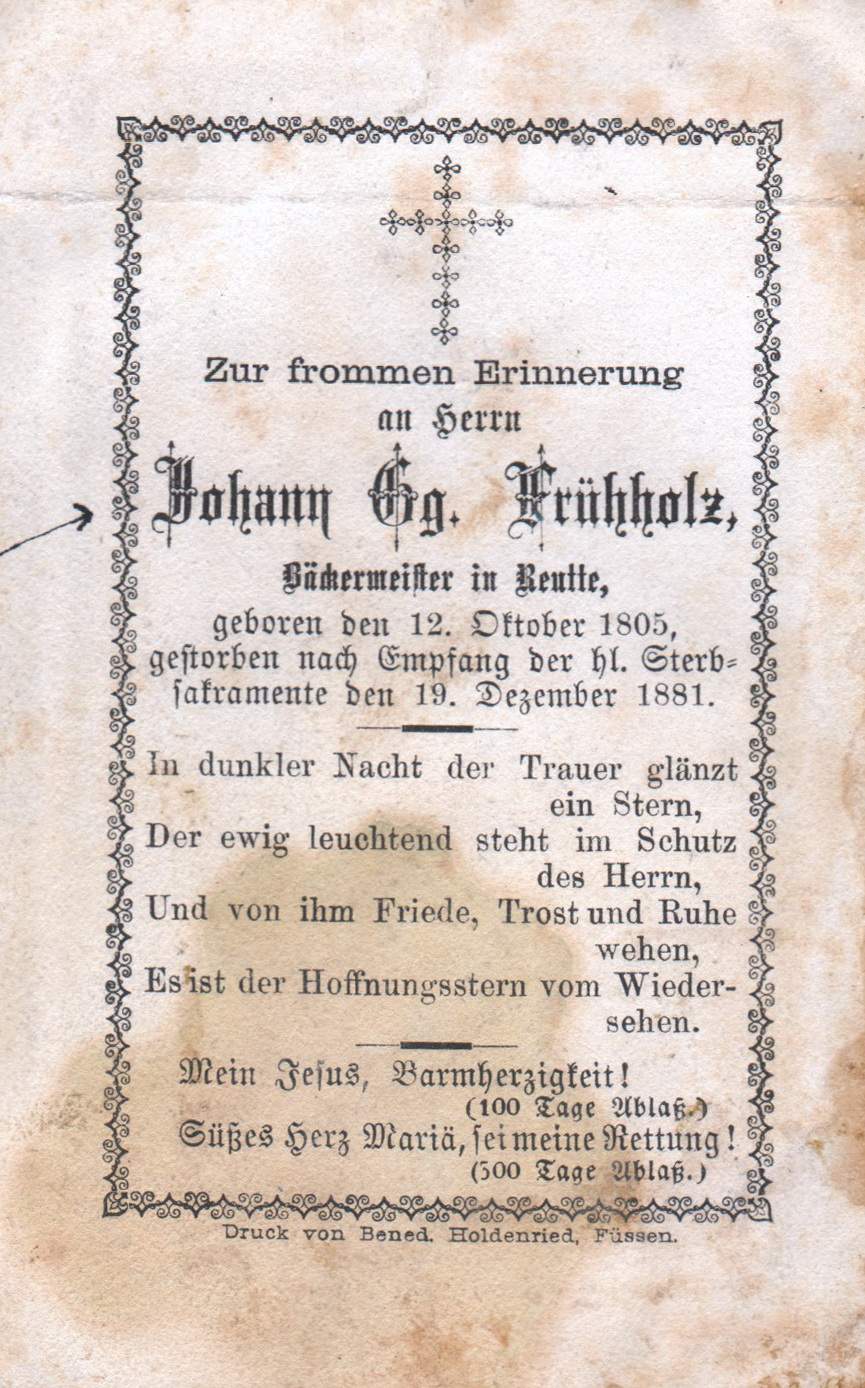 Zur frommen Erinnerung
an Herrn
Johann Gg. Frühholz,
Bäckermeister in Reutte,
geboren den 12. Oktober 1805,
gestorben nach Empfang der hl. Sterb-
sakramente den 19. Dezember 1881.
In dunkler Nacht der Trauer glänzt
ein Stern,
Der ewig leuchtend steht im Schutz
des Herrn,
Und von ihm Friede, Trost und Ruhe
wehen,
Es ist der Hoffnungsstern vom Wieder-
sehen.
Mein Jesus, Barmherzigkeit!
(100 Tage Ablaß.)
Süßes Herz Mariä, sei meine Rettung!
(300 Tage Ablaß.)
Druck von Bened. Holdenried, Füssen.